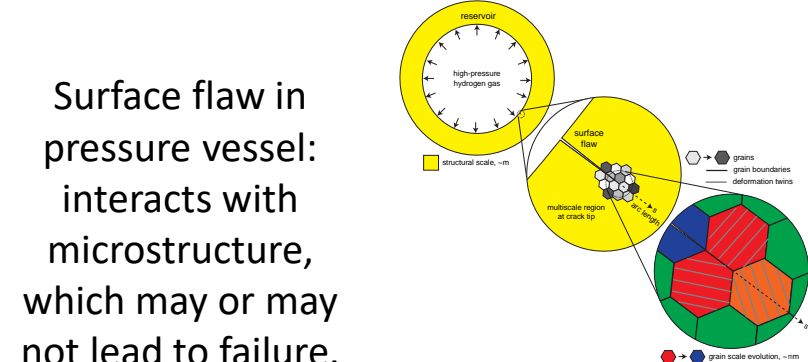 Surface flaw in
pressure vessel:
interacts with
microstructure,
which may or may
not lead to failure.
reservoir
high-pressure
hydrogen gas
structural scale, ~m
surface
flaw
multiscale region
at crack tip
s
arc length
grains
grain boundaries
deformation twins
s
grain scale evolution, ~nm